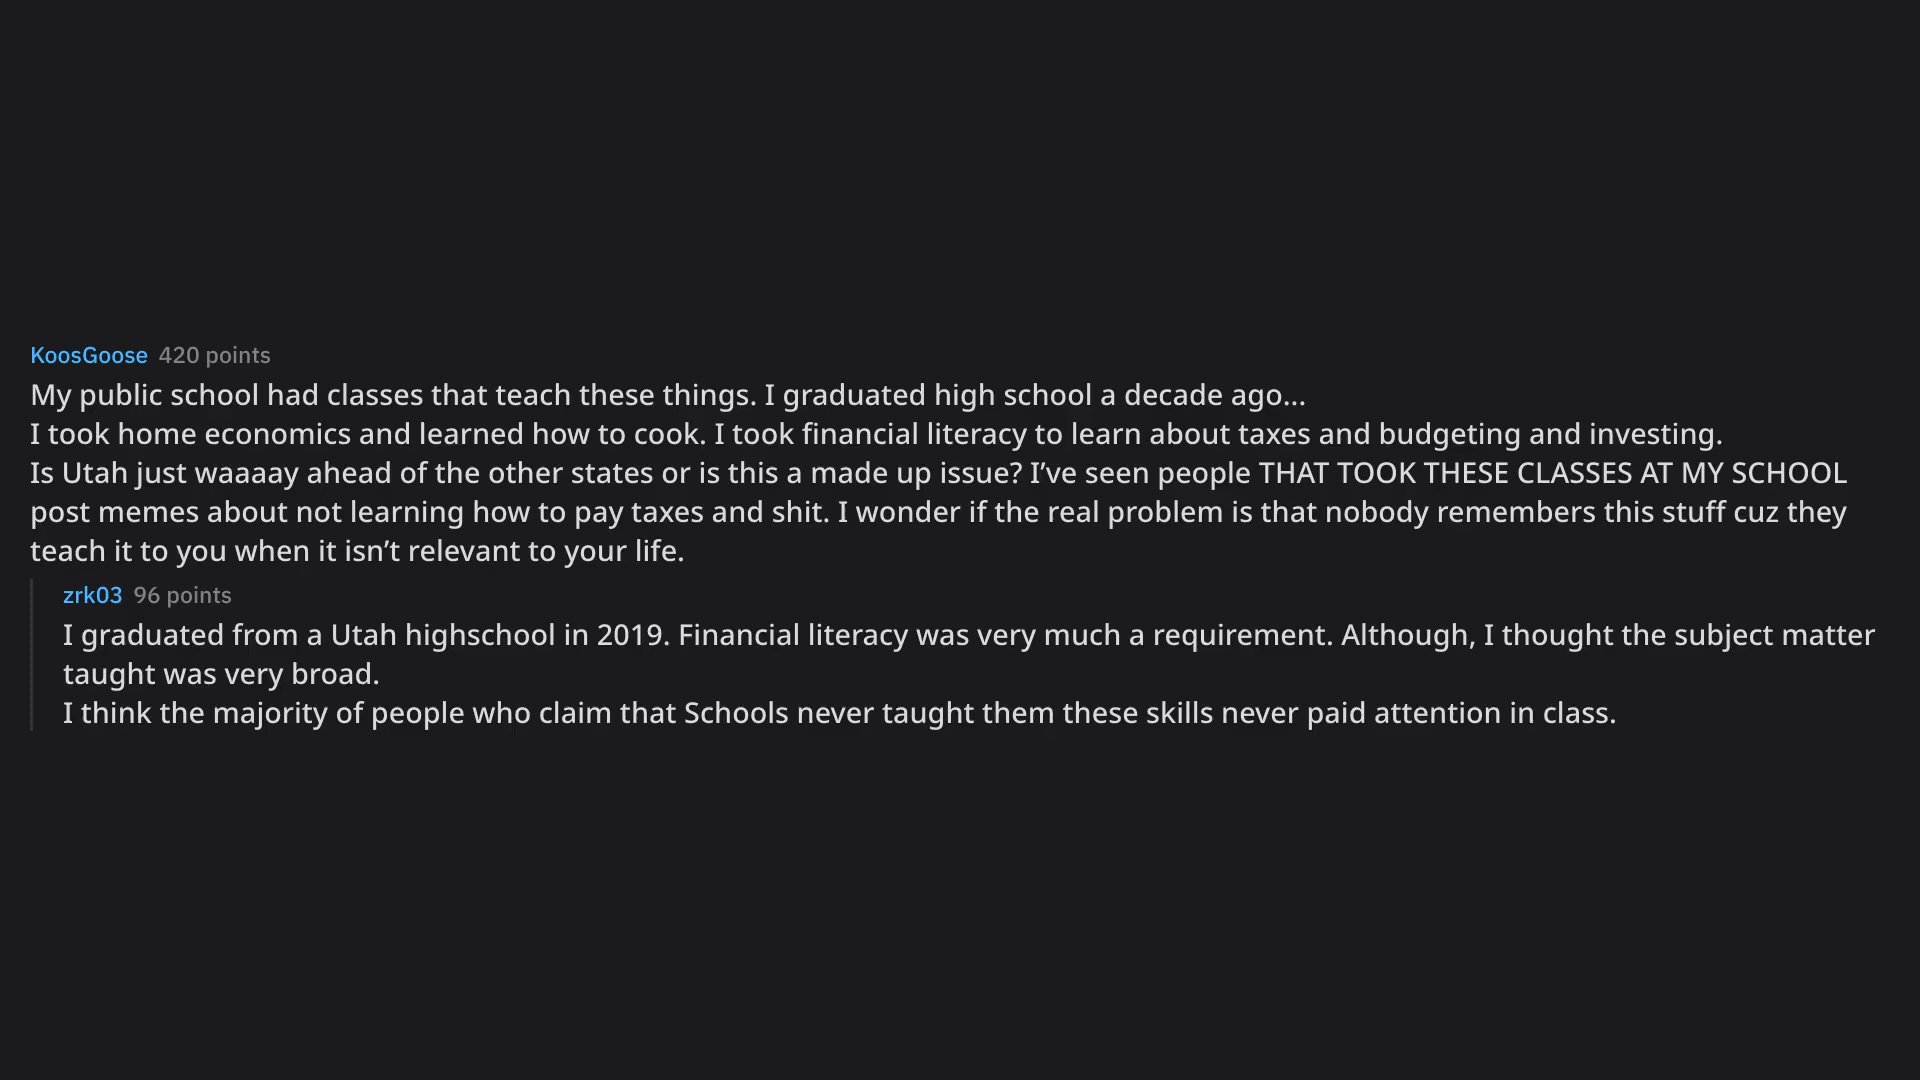 KoosGoose 420 points
My public school had classes that teach these things. I graduated high school a decade ago...
I took home economics and learned how to cook. I took financial literacy to learn about taxes and budgeting and investing.
Is Utah just waaaay ahead of the other states or is this a made up issue? I’ve seen people THAT TOOK THESE CLASSES AT MY SCHOOL
post memes about not learning how to pay taxes and shit. I wonder if the real problem is that nobody remembers this stuff cuz they
teach it to you when it isn’t relevant to your life.
zrk03 96 points
I graduated from a Utah highschool in 2019. Financial literacy was very much a requirement. Although, I thought the subject matter
taught was very broad.
I think the majority of people who claim that Schools never taught them these skills never paid attention in class.